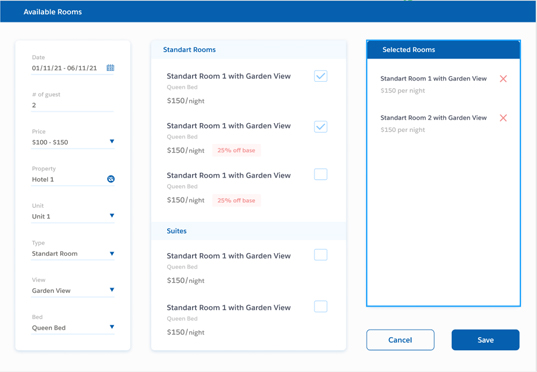 Available Rooms
Date
01/11/21 - 06/11/21
# of guest
2
Price
$100 - $150
Property
Hotel 1
Unit
Unit 1
Type
Standart Room
View
Garden View
Bed
Queen Bed
Standart Rooms
Standart Room 1 with Garden View
Queen Bed
$150/night
Standart Room 1 with Garden View
Queen Bed
$150/night 25% off base
Standart Room 1 with Garden View
Queen Bed
$150/night 25% off base
Suites
Standart Room 1 with Garden View
Queen Bed
$150/night
Standart Room 1 with Garden View
Queen Bed
$150/night
Selected Rooms
Standart Room 1 with Garden View
$150 per night
Standart Room 2 with Garden View
$150 per night
Cancel
Save